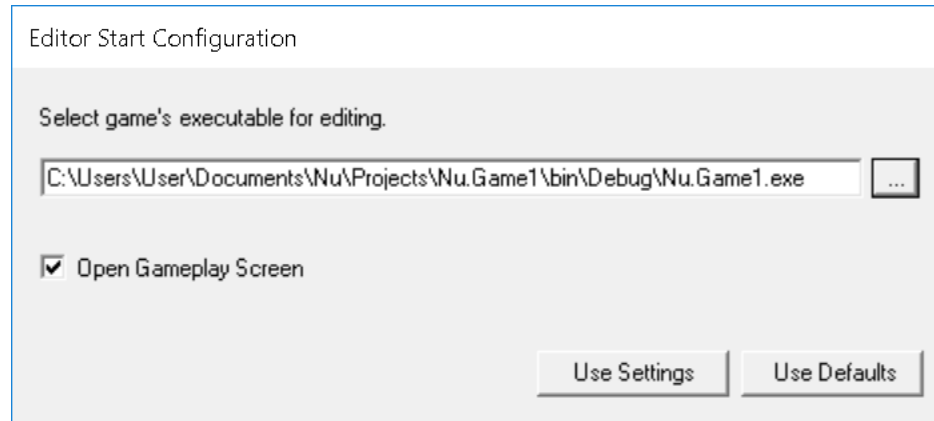 Editor Start Configuration
Select game's executable for editing.
C:\Users\User\Documents\Nu\Projects\Nu.Game1\bin\Debug\Nu.Game1.exe
...
Open Gameplay Screen
Use Settings
Use Defaults